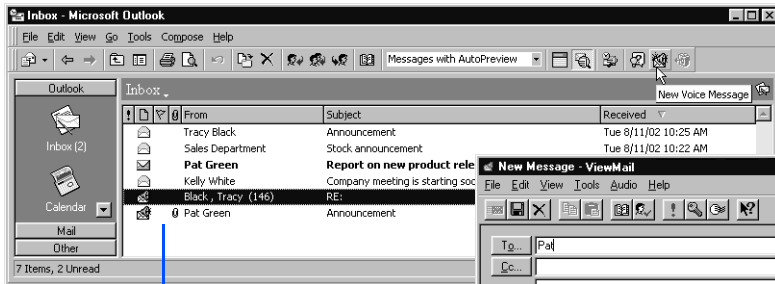 Inbox - Microsoft Outlook
File Edit View Go Tools Compose Help
Messages with AutoPreview
Outlook
Inbox
New Voice Message
! From Subject Received
Inbox (2)
Tracy Black Announcement Tue 8/11/02 10:25 AM
Sales Department Stock announcement Tue 8/11/02 10:22 AM
Pat Green Report on new product rele
Kelly White Company meeting is starting soo
Black , Tracy (146) RE:
Pat Green Announcement
Calendar
Mail
Other
7 Items, 2 Unread
New Message - ViewMail
File Edit View Tools Audio Help
To... Pat
Cc...